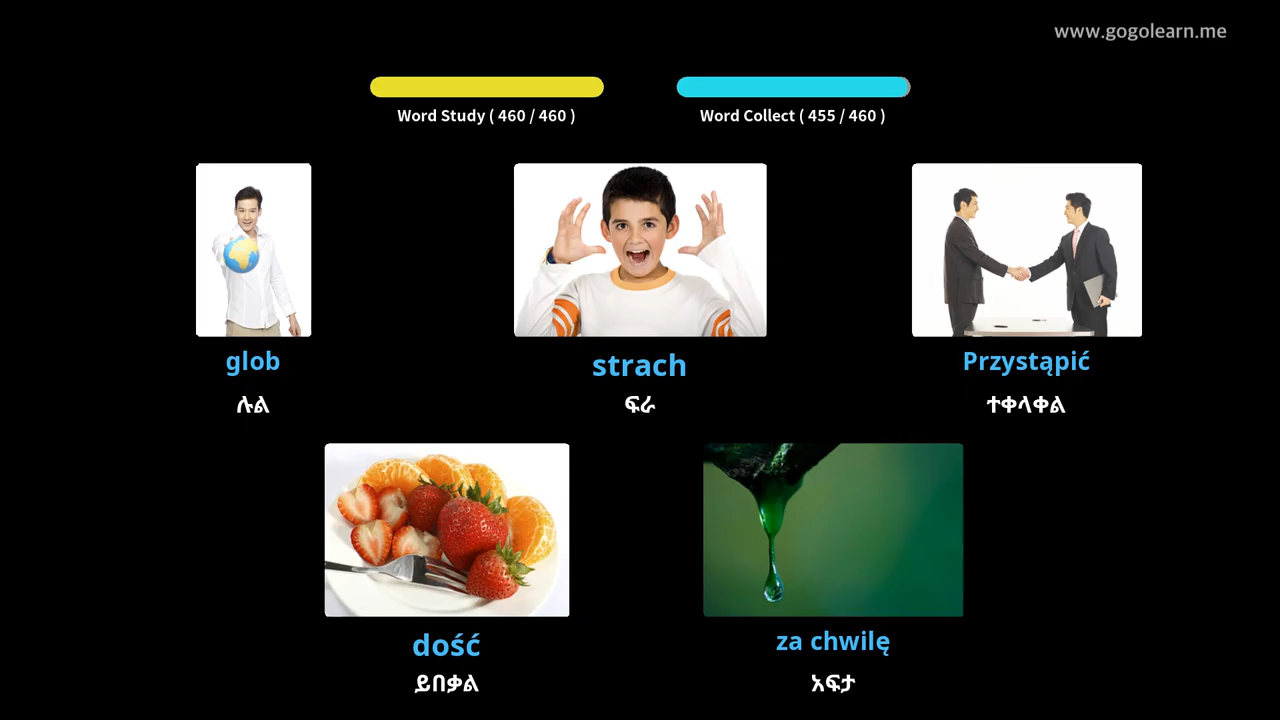 www.gogolearn.me
Word Study ( 460 / 460 )
Word Collect ( 455 / 460 )
glob
ሉል
strach
ፍራ
Przystąpić
ተቀላቀል
dość
ይበቃል
za chwilę
አፍታ